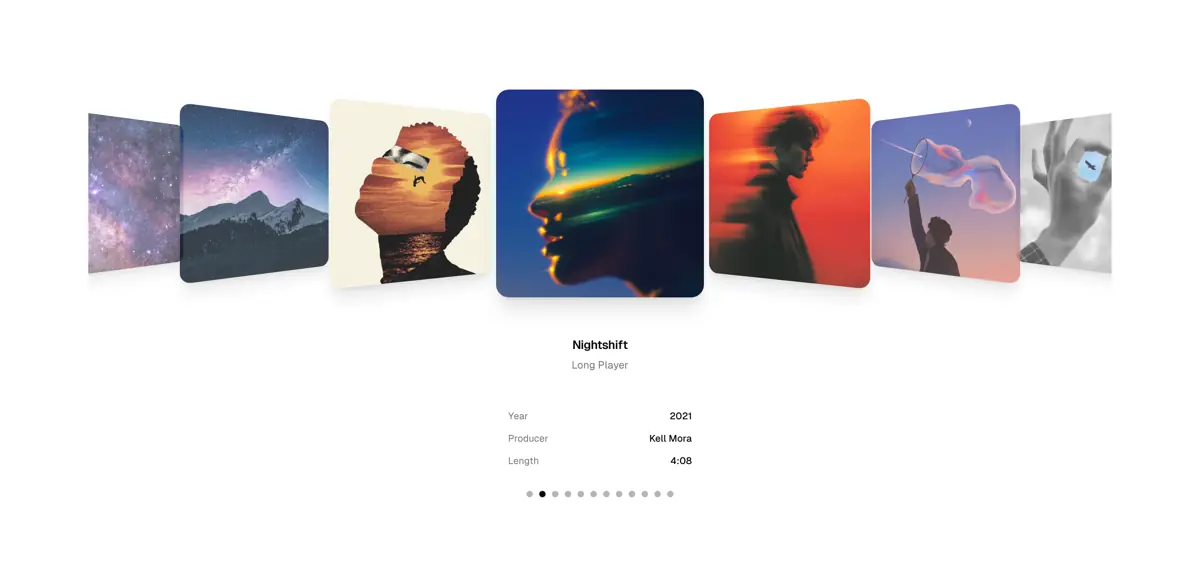 Nightshift
Long Player
Year 2021
Producer Kell Mora
Length 4:08